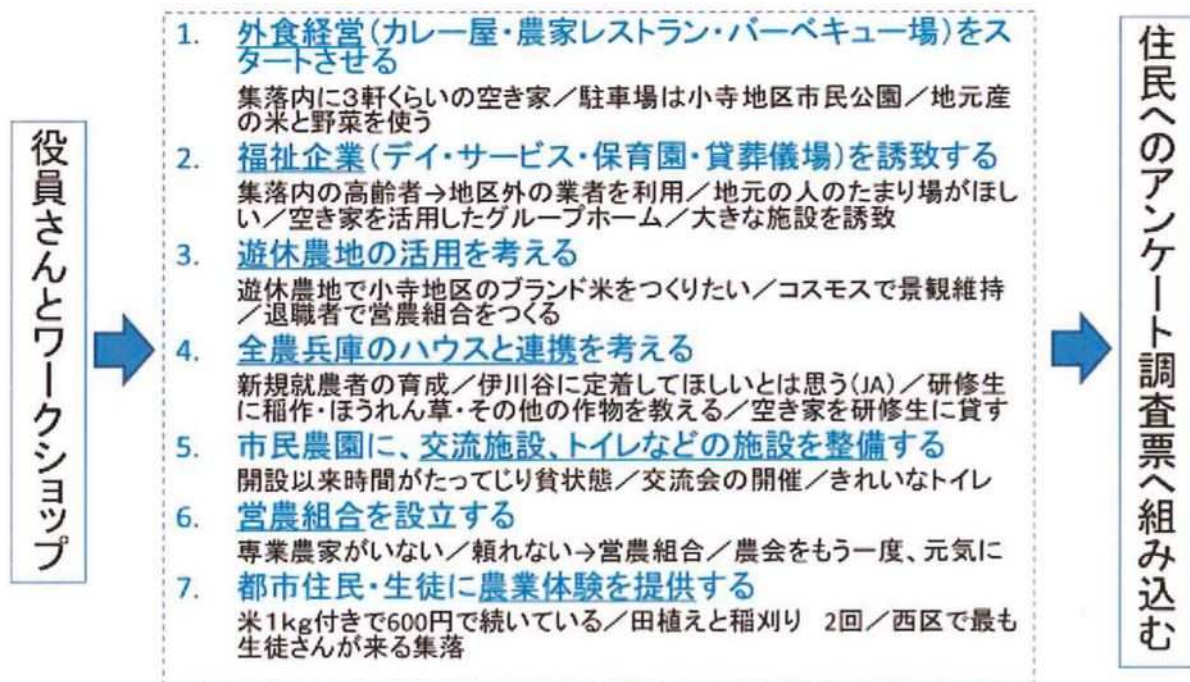 役員さんとワークショップ
1. 外食経営(カレー屋・農家レストラン・バーベキュー場)をス
タートさせる
集落内に3軒くらいの空き家/駐車場は小寺地区市民公園/地元産
の米と野菜を使う
2. 福祉企業(デイ・サービス・保育園・貸葬儀場)を誘致する
集落内の高齢者→地区外の業者を利用/地元の人のたまり場がほし
い/空き家を活用したグループホーム/大きな施設を誘致
3. 遊休農地の活用を考える
遊休農地で小寺地区のブランド米をつくりたい/コスモスで景観維持
/退職者で営農組合をつくる
4. 全農兵庫のハウスと連携を考える
新規就農者の育成/伊川谷に定着してほしいとは思う(JA)/研修生
に稲作・ほうれん草・その他の作物を教える/空き家を研修生に貸す
5. 市民農園に、交流施設、トイレなどの施設を整備する
開設以来時間がたってじり貧状態/交流会の開催/きれいなトイレ
6. 営農組合を設立する
専業農家がいない/頼れない→営農組合/農会をもう一度、元気に
7. 都市住民・生徒に農業体験を提供する
米1kg付きで600円で続いている/田植えと稲刈り 2回/西区で最も
生徒さんが来る集落
住民へのアンケート調査票へ組み込む